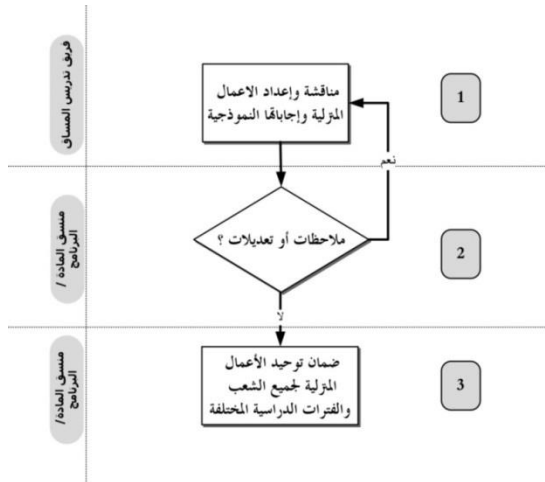 فريق تدريس المساق
مناقشة وإعداد الاعمال
المنزلية وإجاباتها النموذجية
1
نعم
منسق المادة /
البرنامج
ملاحظات أو تعديلات ؟
2
لا
منسق المادة/
البرنامج
ضمان توحيد الأعمال
المنزلية لجميع الشعب
والفترات الدراسية المختلفة
3